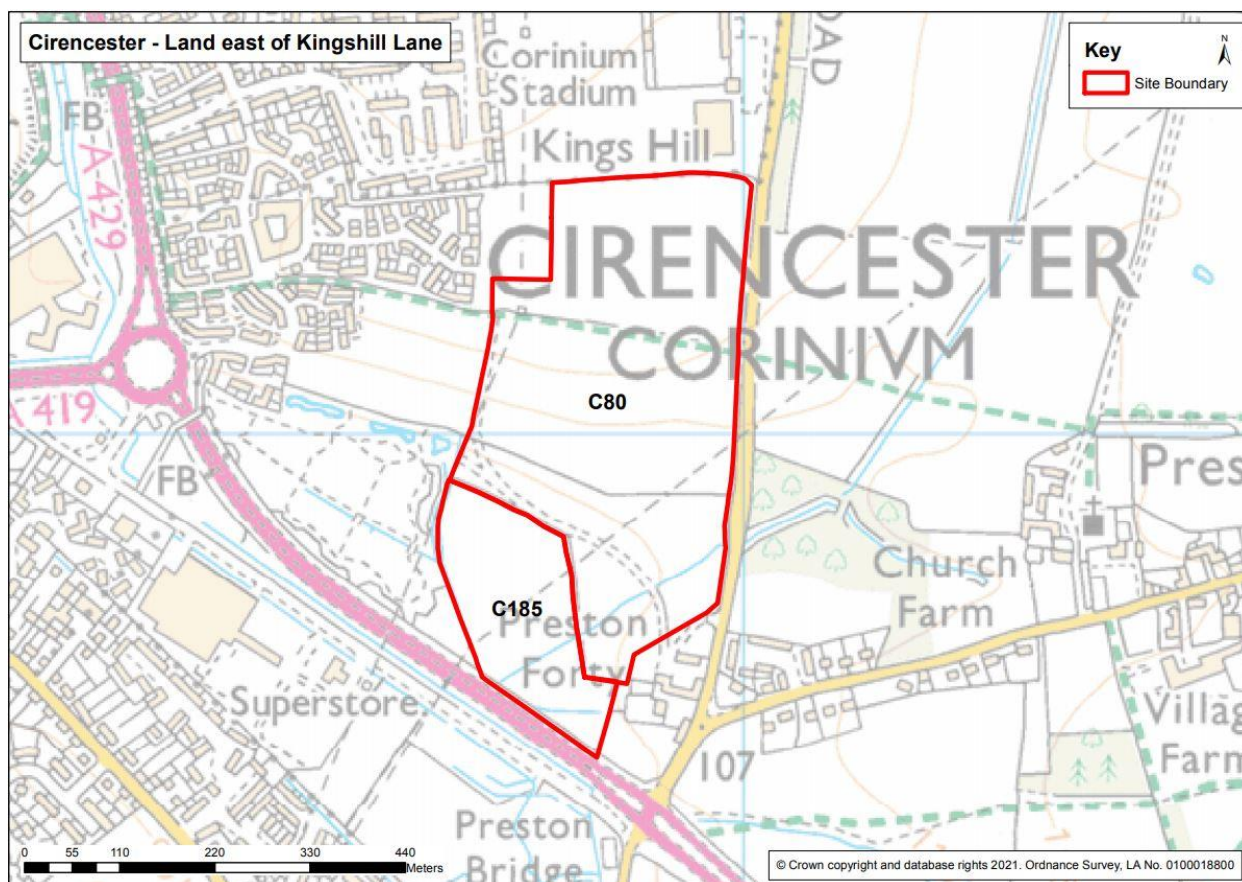 Cirencester - Land east of Kingshill Lane
Key
N
Site Boundary
Corinium
Stadium
OAD
FB
A 429
Kings Hill
CIRENCESTER
CORINIVM
A 419
C80
FB
Pres
Church
Farm
C185
Preston
Forty
Superstore
Villag
Farm
107
Preston
Bridge
0 55 110 220 330 440
Meters
© Crown copyright and database rights 2021. Ordnance Survey, LA No. 0100018800